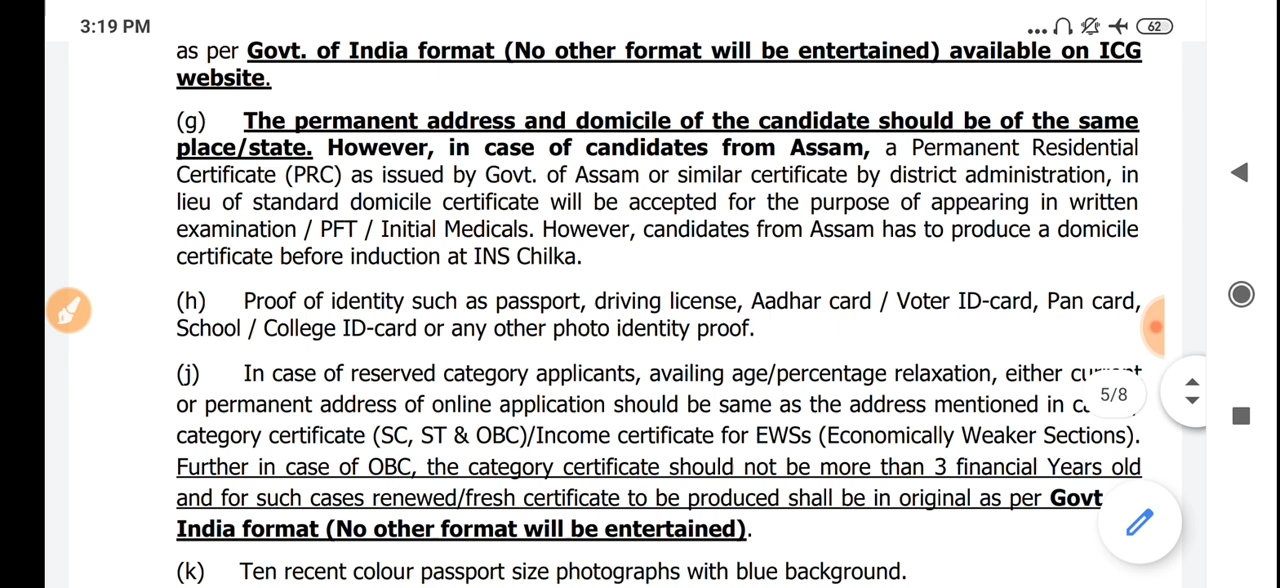 3:19 PM
62
as per Govt. of India format (No other format will be entertained) available on ICG
website.
(g) The permanent address and domicile of the candidate should be of the same
place/state. However, in case of candidates from Assam, a Permanent Residential
Certificate (PRC) as issued by Govt. of Assam or similar certificate by district administration, in
lieu of standard domicile certificate will be accepted for the purpose of appearing in written
examination / PFT / Initial Medicals. However, candidates from Assam has to produce a domicile
certificate before induction at INS Chilka.
(h) Proof of identity such as passport, driving license, Aadhar card / Voter ID-card, Pan card,
School / College ID-card or any other photo identity proof.
(j) In case of reserved category applicants, availing age/percentage relaxation, either
or permanent address of online application should be same as the address mentioned in
category certificate (SC, ST & OBC)/Income certificate for EWSs (Economically Weaker Sections).
Further in case of OBC, the category certificate should not be more than 3 financial Years old
and for such cases renewed/fresh certificate to be produced shall be in original as per Govt
India format (No other format will be entertained).
(k) Ten recent colour passport size photographs with blue background.
5/8